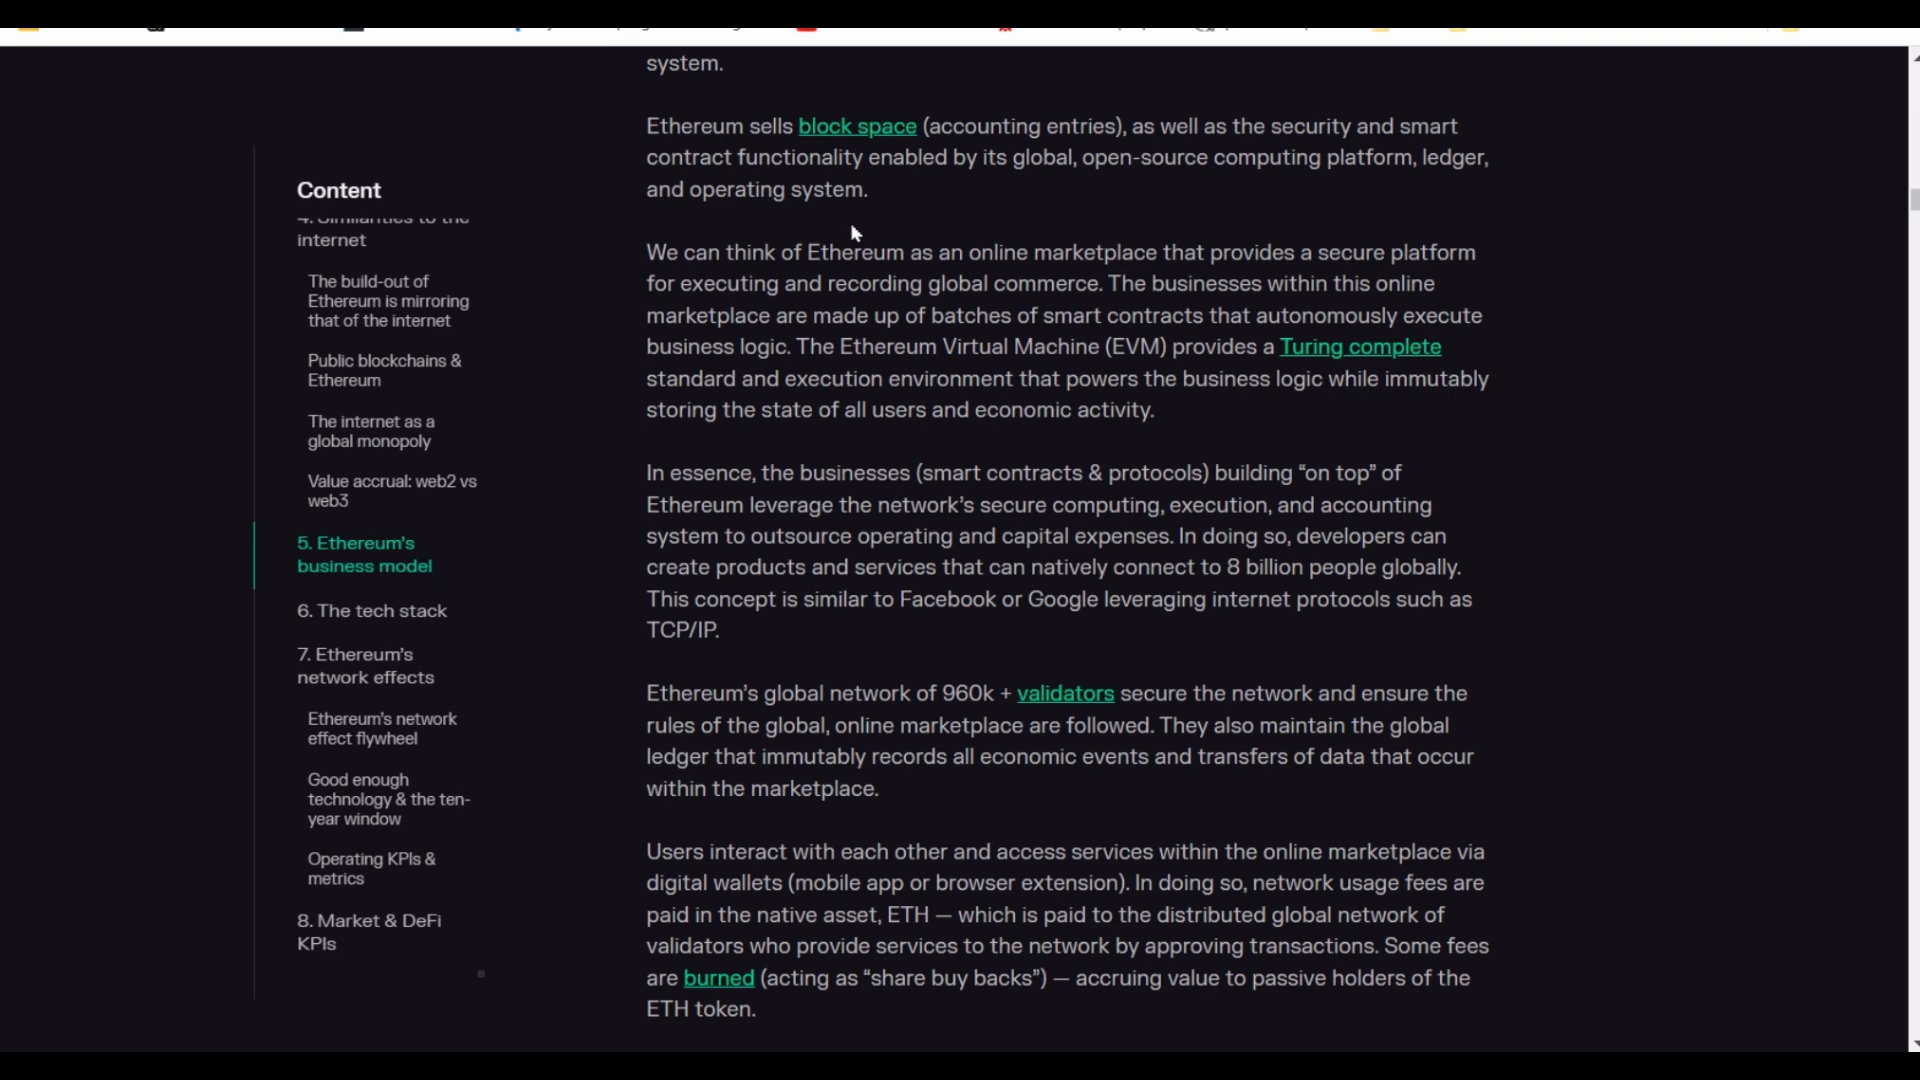 system.
Ethereum sells block space (accounting entries), as well as the security and smart
contract functionality enabled by its global, open-source computing platform, ledger,
and operating system.
We can think of Ethereum as an online marketplace that provides a secure platform
for executing and recording global commerce. The businesses within this online
marketplace are made up of batches of smart contracts that autonomously execute
business logic. The Ethereum Virtual Machine (EVM) provides a Turing complete
standard and execution environment that powers the business logic while immutably
storing the state of all users and economic activity.
In essence, the businesses (smart contracts & protocols) building “on top” of
Ethereum leverage the network’s secure computing, execution, and accounting
system to outsource operating and capital expenses. In doing so, developers can
create products and services that can natively connect to 8 billion people globally.
This concept is similar to Facebook or Google leveraging internet protocols such as
TCP/IP.
Ethereum’s global network of 960k + validators secure the network and ensure the
rules of the global, online marketplace are followed. They also maintain the global
ledger that immutably records all economic events and transfers of data that occur
within the marketplace.
Users interact with each other and access services within the online marketplace via
digital wallets (mobile app or browser extension). In doing so, network usage fees are
paid in the native asset, ETH — which is paid to the distributed global network of
validators who provide services to the network by approving transactions. Some fees
are burned (acting as “share buy backs”) — accruing value to passive holders of the
ETH token.
Content
4. Similarities to the
internet
The build-out of
Ethereum is mirroring
that of the internet
Public blockchains &
Ethereum
The internet as a
global monopoly
Value accrual: web2 vs
web3
5. Ethereum’s
business model
6. The tech stack
7. Ethereum’s
network effects
Ethereum’s network
effect flywheel
Good enough
technology & the ten-
year window
Operating KPIs &
metrics
8. Market & DeFi
KPIs